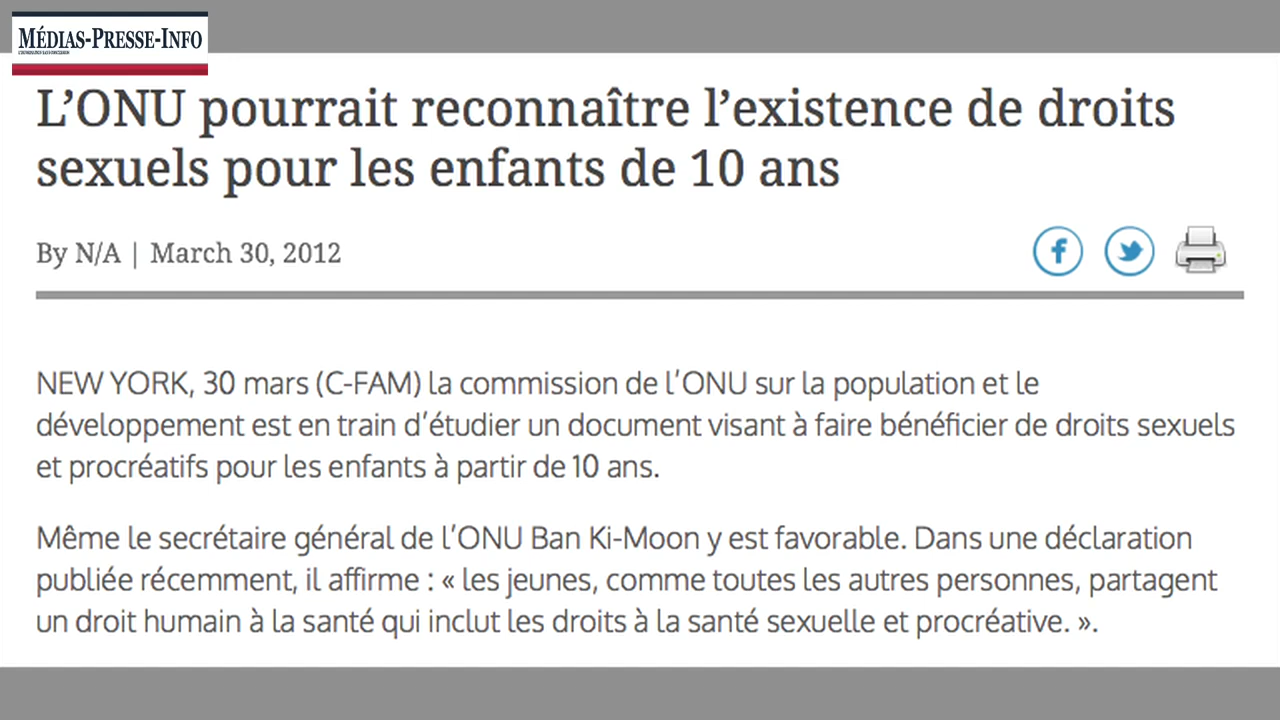 MÉDIAS-PRESSE-INFO
L'ONU pourrait reconnaître l'existence de droits
sexuels pour les enfants de 10 ans
By N/A | March 30, 2012
NEW YORK, 30 mars (C-FAM) la commission de l'ONU sur la population et le
développement est en train d'étudier un document visant à faire bénéficier de droits sexuels
et procréatifs pour les enfants à partir de 10 ans.
Même le secrétaire général de l'ONU Ban Ki-Moon y est favorable. Dans une déclaration
publiée récemment, il affirme : « les jeunes, comme toutes les autres personnes, partagent
un droit humain à la santé qui inclut les droits à la santé sexuelle et procréative. ».